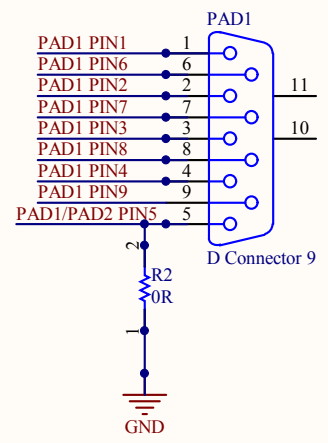 PAD1
PAD1 PIN1 1
PAD1 PIN6 6
PAD1 PIN2 2 11
PAD1 PIN7 7
PAD1 PIN3 3 10
PAD1 PIN8 8
PAD1 PIN4 4
PAD1 PIN9 9
PAD1/PAD2 PIN5 5
D Connector 9
2
R2
0R
1
GND